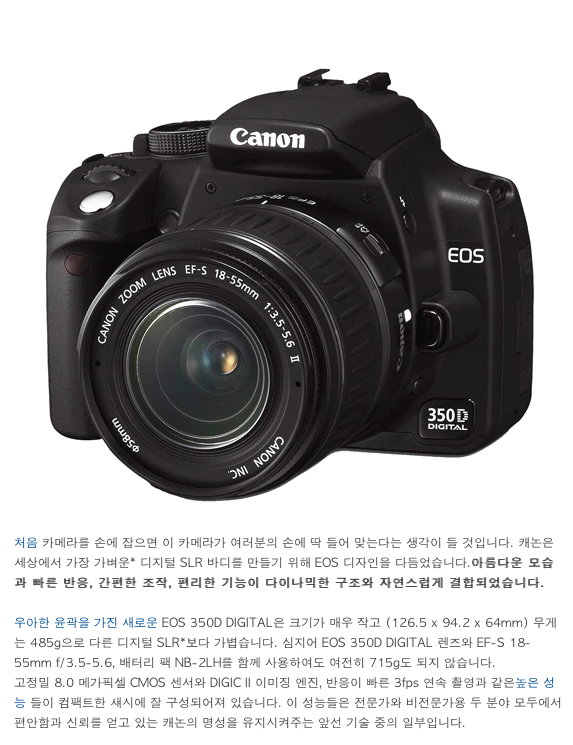 Canon
EFS 18-55
AF
EOS
CANON ZOOM LENS EF-S 18-55mm 1:3.5-5.6 II
Canon
350D
DIGITAL
ø58mm
CANON INC.
처음 카메라를 손에 잡으면 이 카메라가 여러분의 손에 딱 들어 맞는다는 생각이 들 것입니다. 캐논은
세상에서 가장 가벼운* 디지털 SLR 바디를 만들기 위해 EOS 디자인을 다듬었습니다.아름다운 모습
과 빠른 반응, 간편한 조작, 편리한 기능이 다이나믹한 구조와 자연스럽게 결합되었습니다.
우아한 윤곽을 가진 새로운 EOS 350D DIGITAL은 크기가 매우 작고 (126.5 x 94.2 x 64mm) 무게
는 485g으로 다른 디지털 SLR*보다 가볍습니다. 심지어 EOS 350D DIGITAL 렌즈와 EF-S 18-
55mm f/3.5-5.6, 배터리 팩 NB-2LH를 함께 사용하여도 여전히 715g도 되지 않습니다.
고정밀 8.0 메가픽셀 CMOS 센서와 DIGIC II 이미징 엔진, 반응이 빠른 3fps 연속 촬영과 같은높은 성
능 들이 컴팩트한 새시에 잘 구성되어져 있습니다. 이 성능들은 전문가와 비전문가용 두 분야 모두에서
편안함과 신뢰를 얻고 있는 캐논의 명성을 유지시켜주는 앞선 기술 중의 일부입니다.